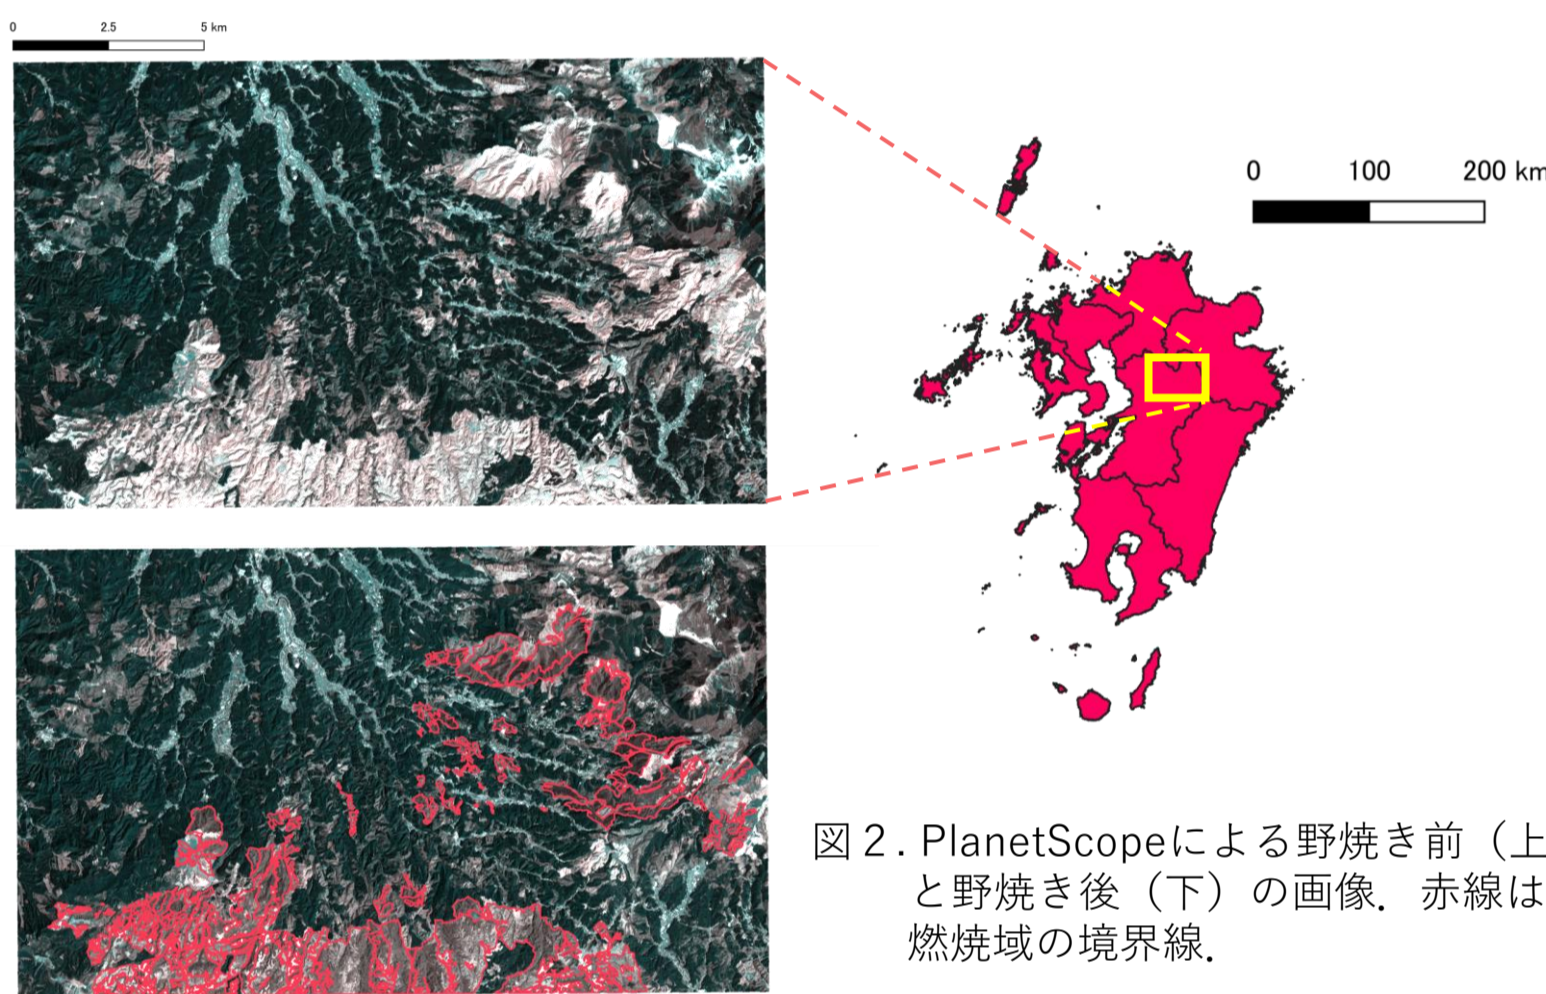 0 2.5 5 km
0 100 200 km
図2. PlanetScopeによる野焼き前（上
と野焼き後（下）の画像．赤線は
燃焼域の境界線．